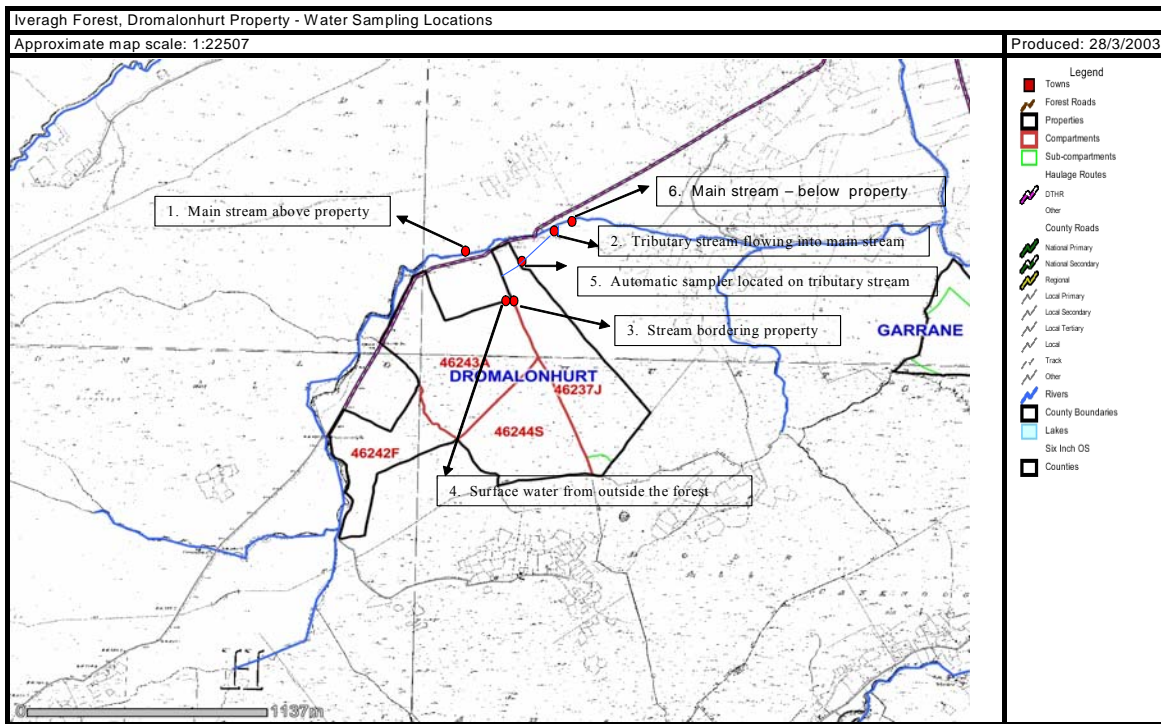 Iveragh Forest, Dromalonhurt Property - Water Sampling Locations
Approximate map scale: 1:22507
Produced: 28/3/2003
6. Main stream – below property
1. Main stream above property
2. Tributary stream flowing into main stream
5. Automatic sampler located on tributary stream
3. Stream bordering property
GARRANE
46243A
DROMALONHURT
46237J
46244S
46242F
4. Surface water from outside the forest
H
0
1137m
Legend
Towns
Forest Roads
Properties
Compartments
Sub-compartments
Haulage Routes
DTHR
Other
County Roads
National Primary
National Secondary
Regional
Local Primary
Local Secondary
Local Tertiary
Local
Track
Other
Rivers
County Boundaries
Lakes
Six Inch OS
Counties